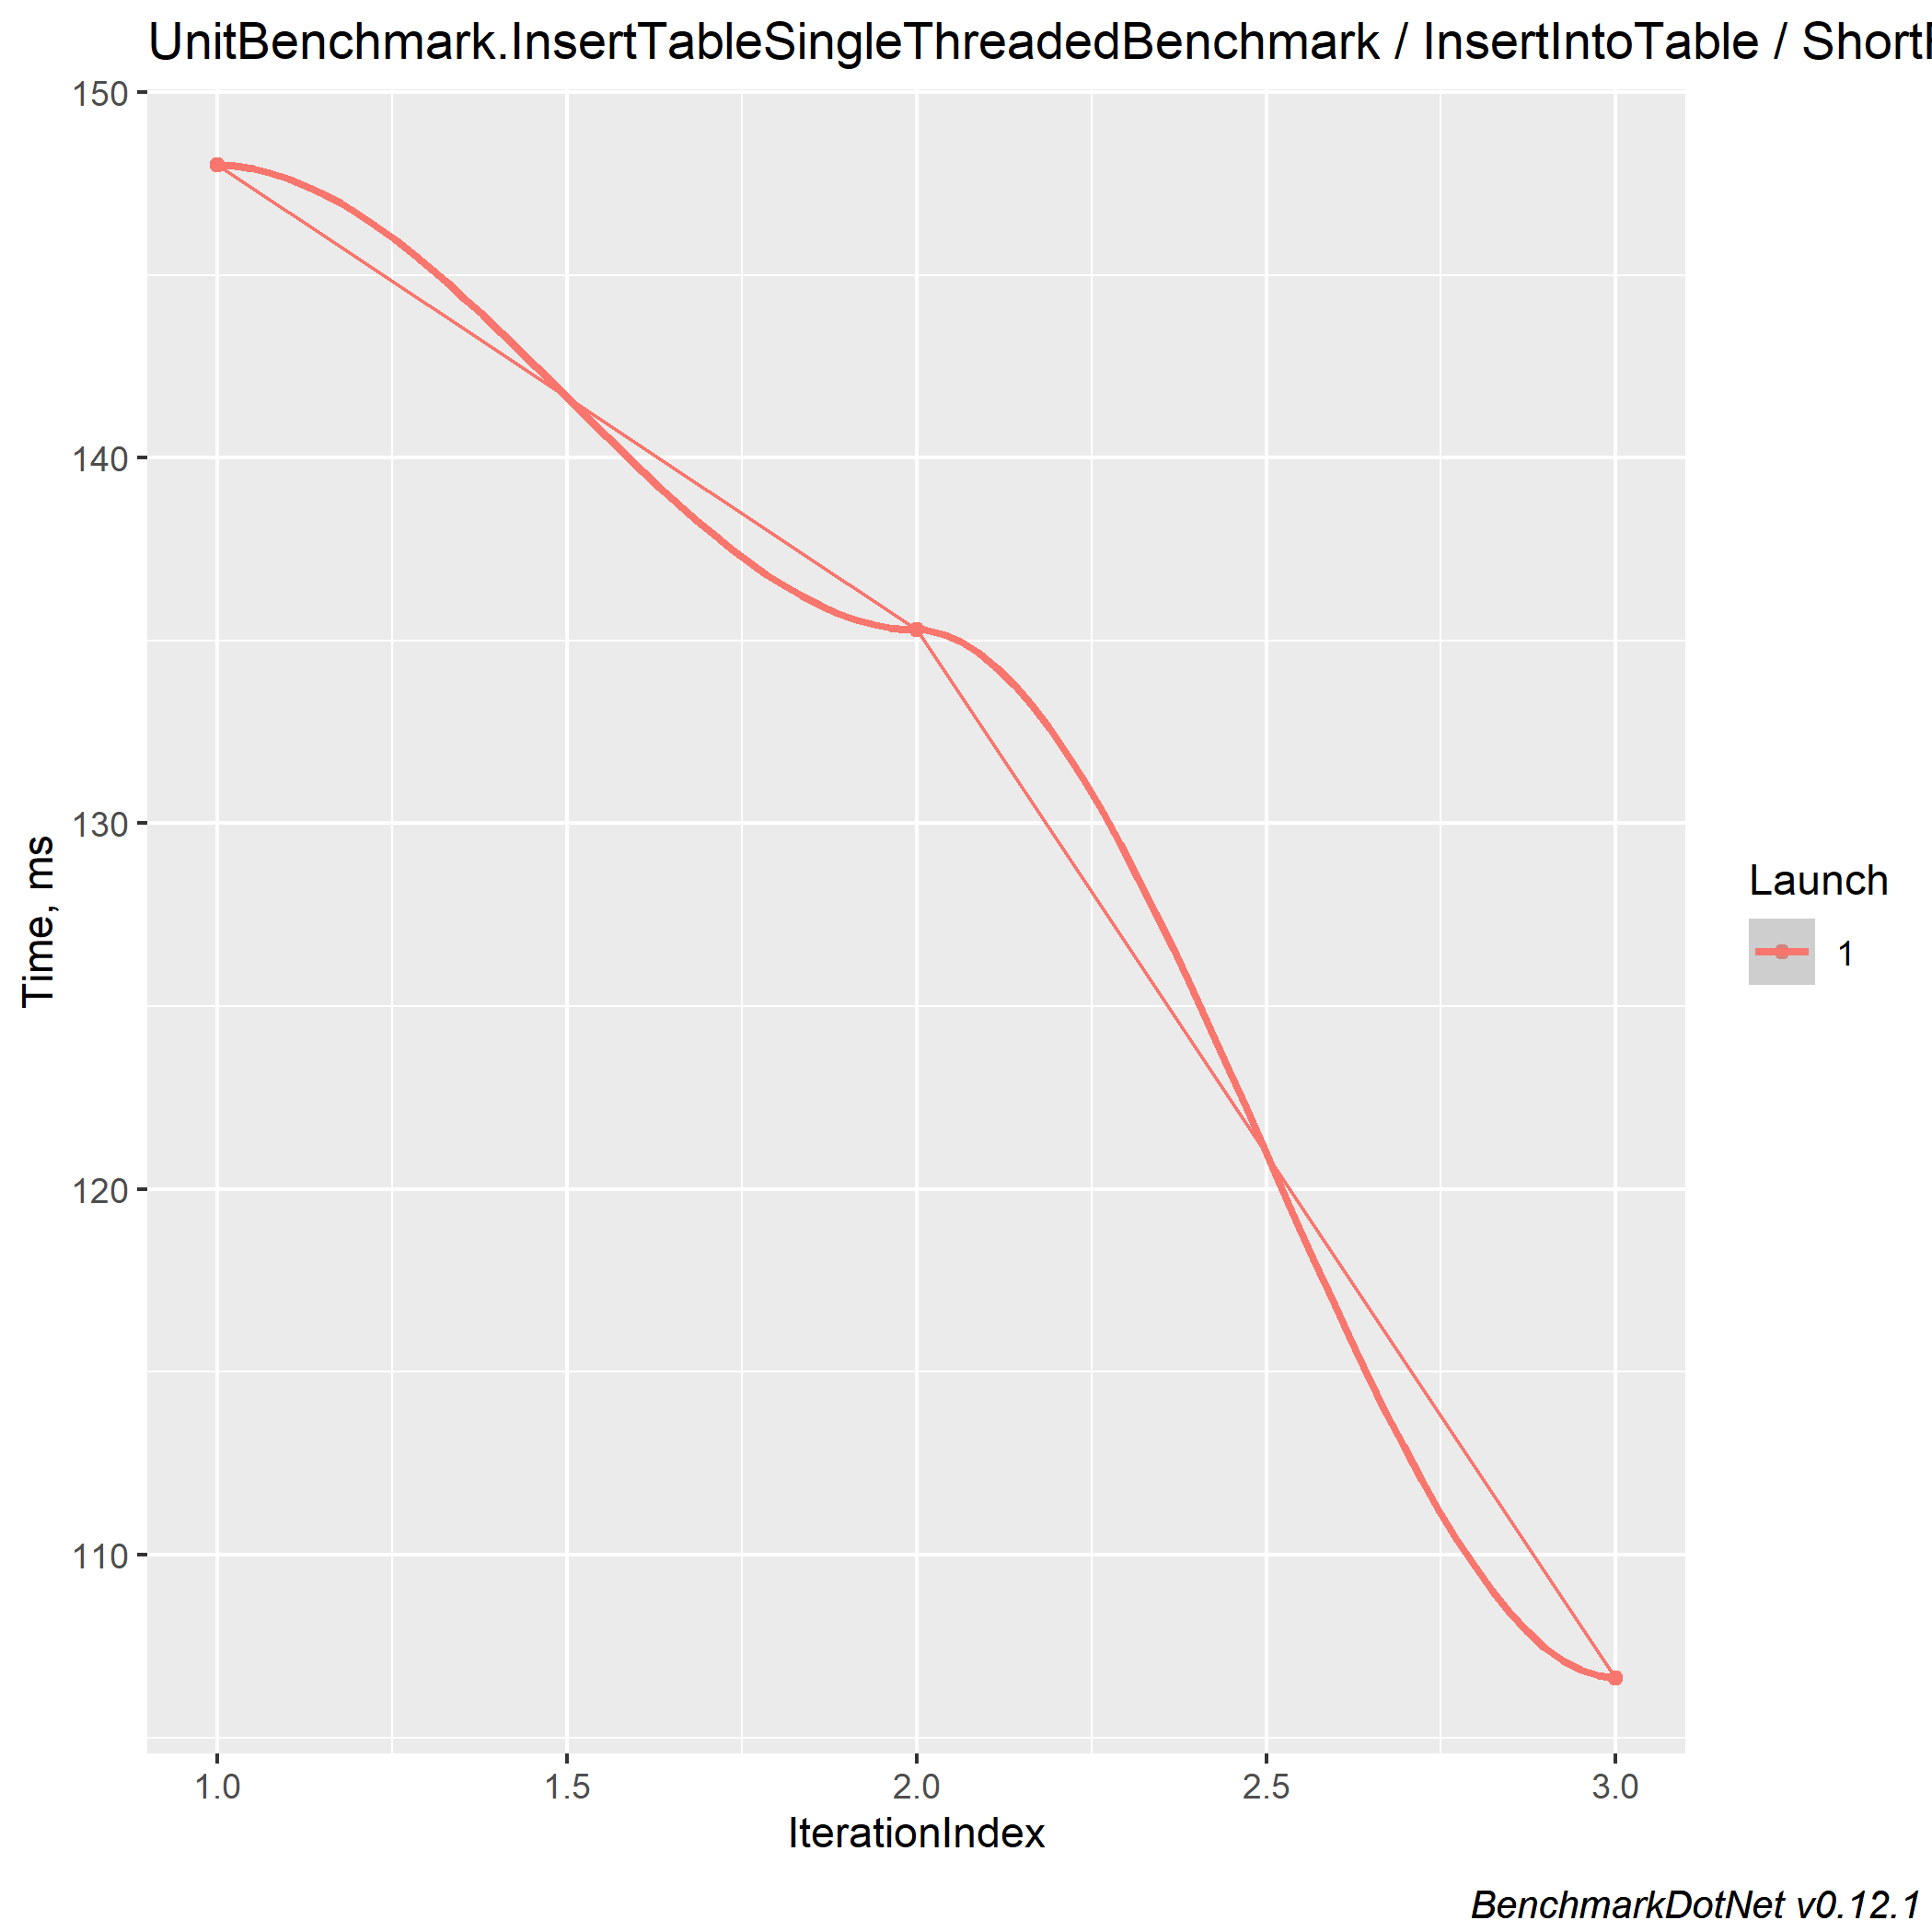 UnitBenchmark.InsertTableSingleThreadedBenchmark / InsertIntoTable /
150
140
130
120
110
Time, ms
1.0 1.5 2.0 2.5 3.0
IterationIndex
Launch
1
BenchmarkDotNet v0.12.1